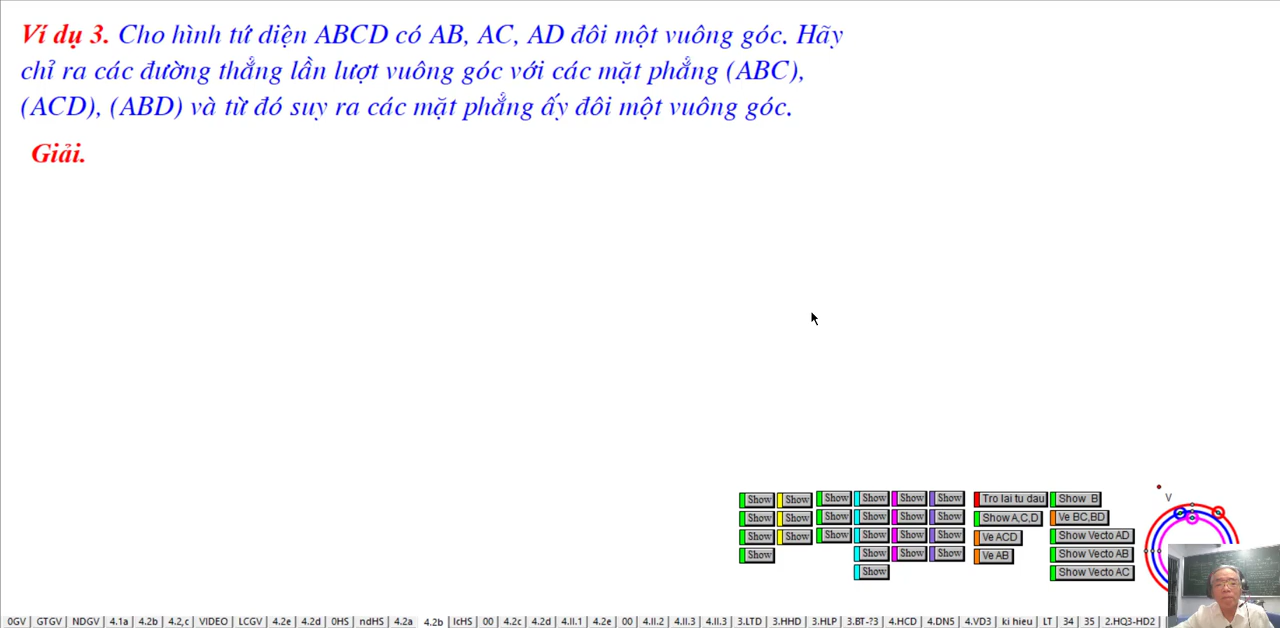 Ví dụ 3. Cho hình tứ diện ABCD có AB, AC, AD đôi một vuông góc. Hãy
chỉ ra các đường thẳng lần lượt vuông góc với các mặt phẳng (ABC),
(ACD), (ABD) và từ đó suy ra các mặt phẳng ấy đôi một vuông góc.
Giải.
V
Show Show Show Show Show Show Tro lai tu dau Show B
Show Show Show Show Show Show Show A,C,D Ve BC,BD
Show Show Show Show Show Show Ve ACD Show Vecto AD
Show Show Show Show Ve AB Show Vecto AB
Show Show Vecto AC
0GV | GTGV | NDGV | 4.1a | 4.2b | 4.2,c | VIDEO | LCGV | 4.2e | 4.2d | 0HS | ndHS | 4.2a | 4.2b | lcHS | 00 | 4.2c | 4.2d | 4.II.1 | 4.2e | 00 | 4.II.2 | 4.II.3 | 4.II.3 | 3.LTD | 3.HHD | 3.HLP | 3.BT-?3 | 4.HCD | 4.DN5 | 4.VD3 | ki hieu | LT | 34 | 35 | 2.HQ3-HD2 |